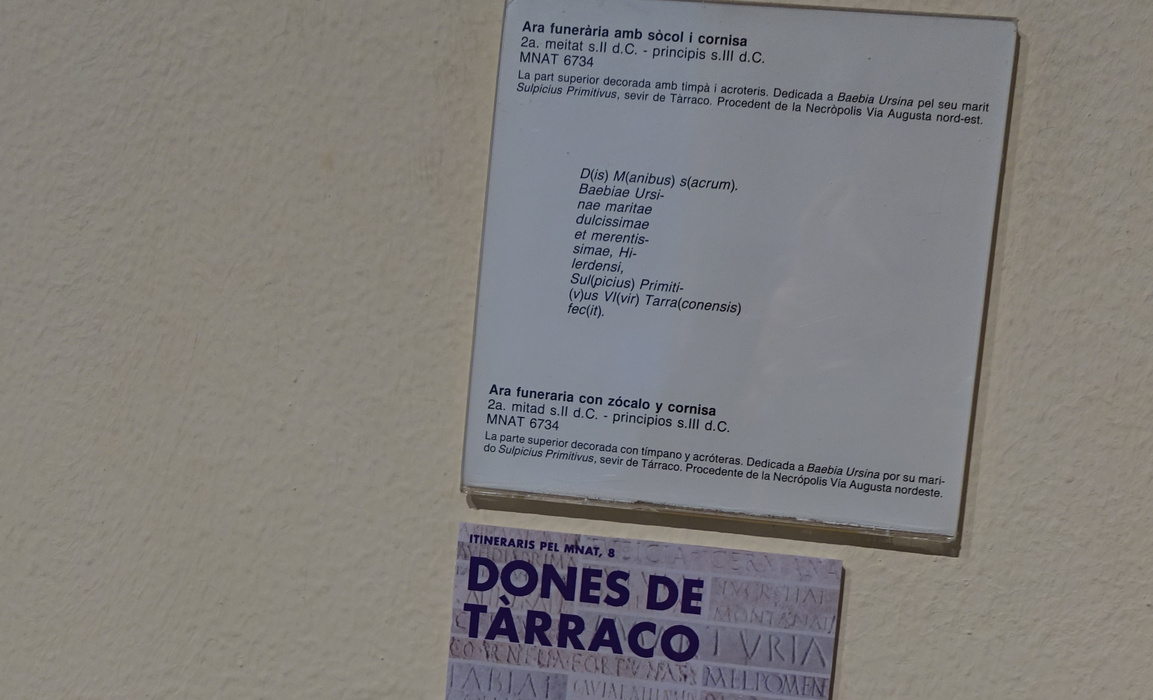 Ara funerària amb sòcol i cornisa
2a. meitat s.II d.C. - principis s.III d.C.
MNAT 6734
La part superior decorada amb timpà i acroteris. Dedicada a Baebia Ursina pel seu marit
Sulpicius Primitivus, sevir de Tàrraco. Procedent de la Necròpolis Via Augusta nord-est.
D(is) M(anibus) s(acrum).
Baebiae Ursi-
nae maritae
dulcissimae
et merentis-
simae, Hi-
lerdensi,
Sul(picius) Primiti-
(v)us VI(vir) Tarra(conensis)
fec(it).
Ara funeraria con zócalo y cornisa
2a. mitad s.II d.C. - principios s.III d.C.
MNAT 6734
La parte superior decorada con tímpano y acróteras. Dedicada a Baebia Ursina por su mari-
do Sulpicius Primitivus, sevir de Tárraco. Procedente de la Necrópolis Vía Augusta nordeste.
ITINERARIS PEL MNAT, 8
DONES DE
TÀRRACO